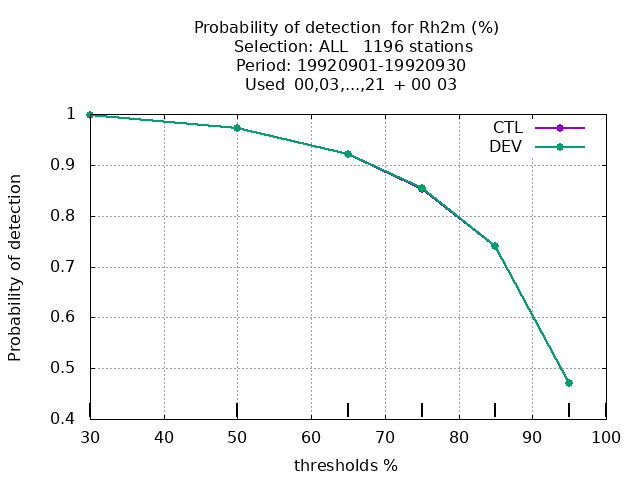 Probability of detection  for Rh2m (%)
Selection: ALL   1196 stations
Period: 19920901-19920930
Used  00,03,...,21  + 00 03
CTL
DEV
Probability of detection
1
0.9
0.8
0.7
0.6
0.5
0.4
30 40 50 60 70 80 90 100
thresholds %